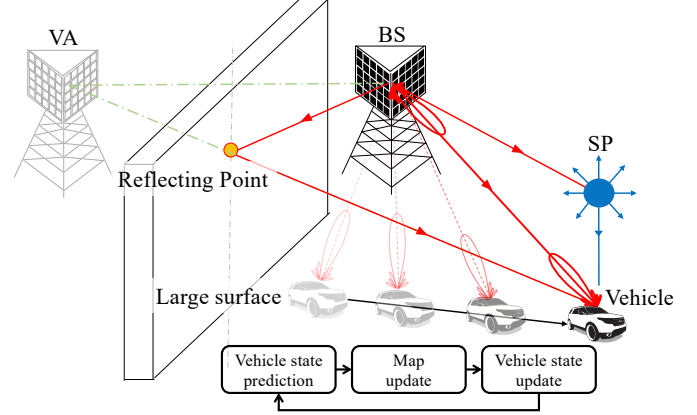 VA
BS
SP
Reflecting Point
Large surface
Vehicle
Vehicle state
prediction
Map
update
Vehicle state
update